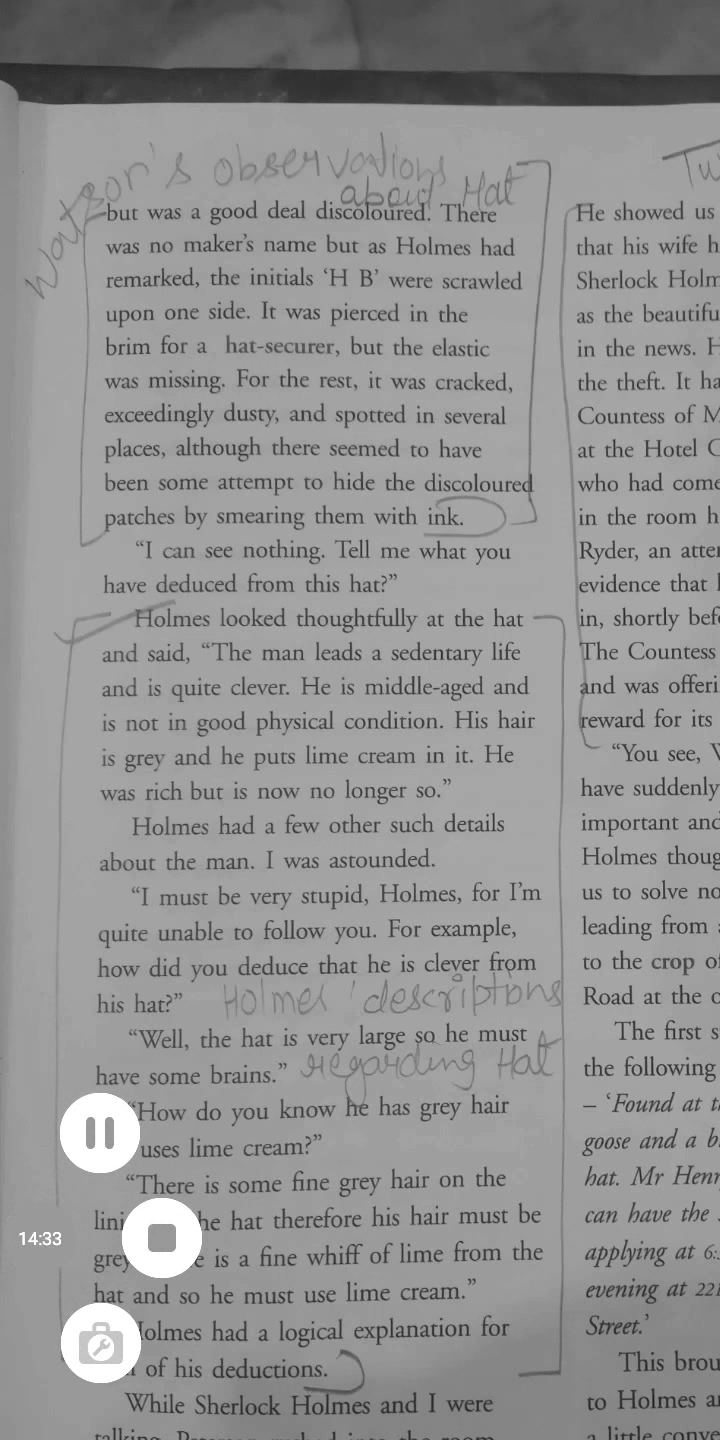 Watson's observations
about Hat
but was a good deal discoloured. There
was no maker's name but as Holmes had
remarked, the initials ‘H B’ were scrawled
upon one side. It was pierced in the
brim for a hat-securer, but the elastic
was missing. For the rest, it was cracked,
exceedingly dusty, and spotted in several
places, although there seemed to have
been some attempt to hide the discoloured
patches by smearing them with ink.
“I can see nothing. Tell me what you
have deduced from this hat?”
Holmes looked thoughtfully at the hat
and said, “The man leads a sedentary life
and is quite clever. He is middle-aged and
is not in good physical condition. His hair
is grey and he puts lime cream in it. He
was rich but is now no longer so.”
Holmes had a few other such details
about the man. I was astounded.
“I must be very stupid, Holmes, for I’m
quite unable to follow you. For example,
how did you deduce that he is clever from
his hat?” Holmes' descriptions
“Well, the hat is very large so he must
have some brains.” regarding Hat
“How do you know he has grey hair
uses lime cream?”
“There is some fine grey hair on the
lini he hat therefore his hair must be
grey e is a fine whiff of lime from the
hat and so he must use lime cream.”
Holmes had a logical explanation for
of his deductions.
While Sherlock Holmes and I were
He showed us
that his wife h
Sherlock Holm
as the beautifu
in the news. H
the theft. It ha
Countess of M
at the Hotel C
who had come
in the room h
Ryder, an atte
evidence that
in, shortly befo
The Countess
and was offeri
reward for its
“You see, W
have suddenly
important and
Holmes thoug
us to solve no
leading from
to the crop of
Road at the
The first s
the following
– ‘Found at th
goose and a b
hat. Mr Henr
can have the
applying at 6:
evening at 221
Street.’
This brou
to Holmes a
a little conve
14:33